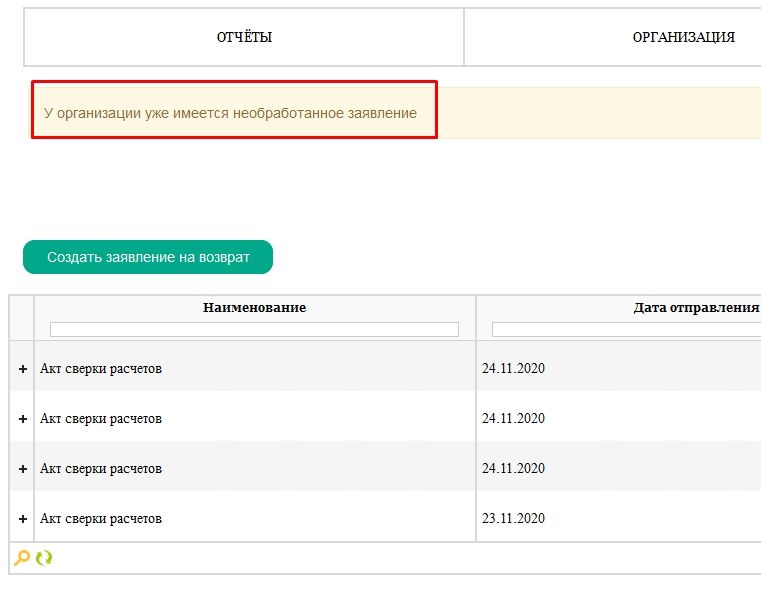 ОТЧЁТЫ ОРГАНИЗАЦИЯ
У организации уже имеется необработанное заявление
Создать заявление на возврат
Наименование Дата отправления
+ Акт сверки расчетов 24.11.2020
+ Акт сверки расчетов 24.11.2020
+ Акт сверки расчетов 24.11.2020
+ Акт сверки расчетов 23.11.2020